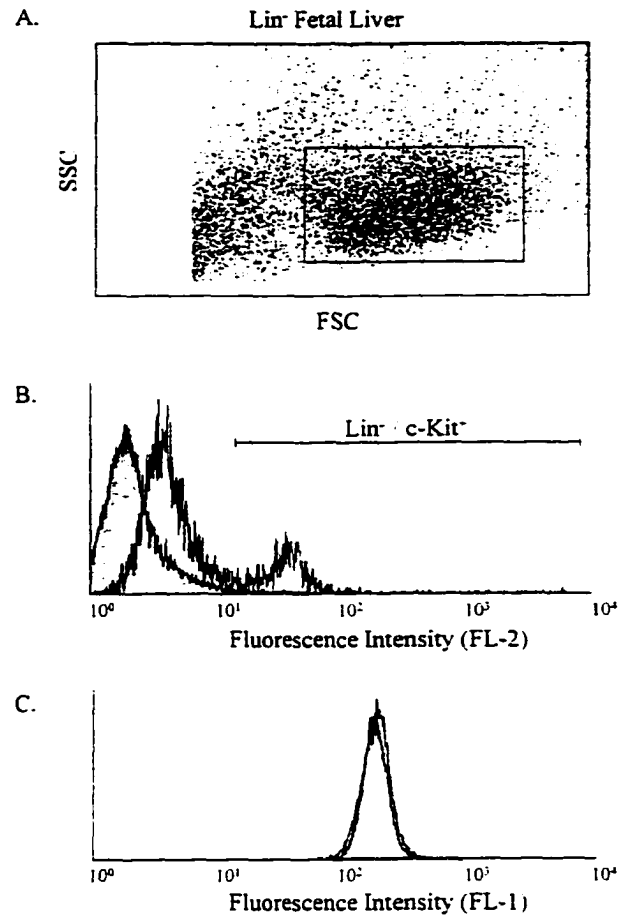 A.
Lin⁻ Fetal Liver
SSC
FSC
B.
Lin⁻ c-Kit⁺
10⁰ 10¹ 10² 10³ 10⁴
Fluorescence Intensity (FL-2)
C.
10⁰ 10¹ 10² 10³ 10⁴
Fluorescence Intensity (FL-1)